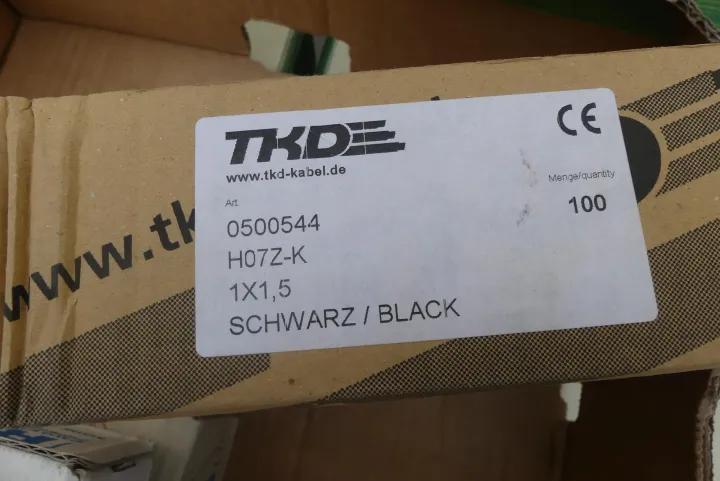 TKD
www.tkd-kabel.de
CE
Menge/quantity
100
Art.
0500544
H07Z-K
1X1,5
SCHWARZ / BLACK
www.tk